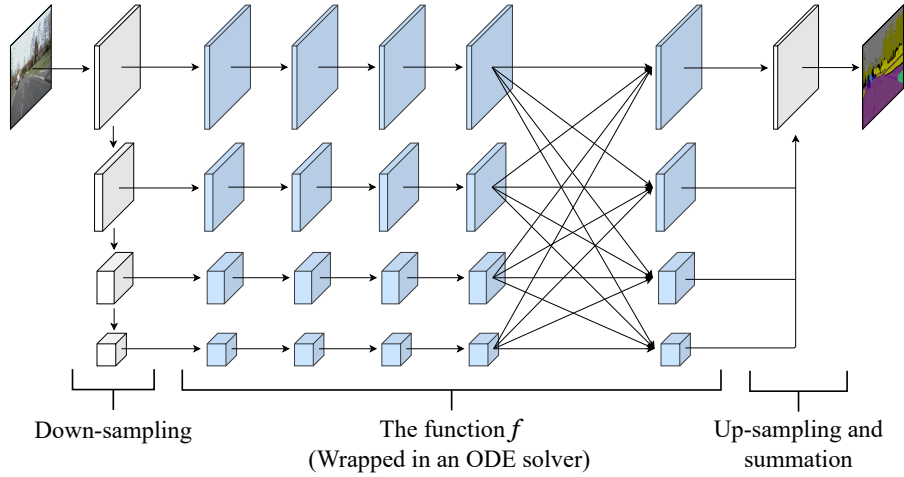 Down-sampling
The function f
(Wrapped in an ODE solver)
Up-sampling and
summation